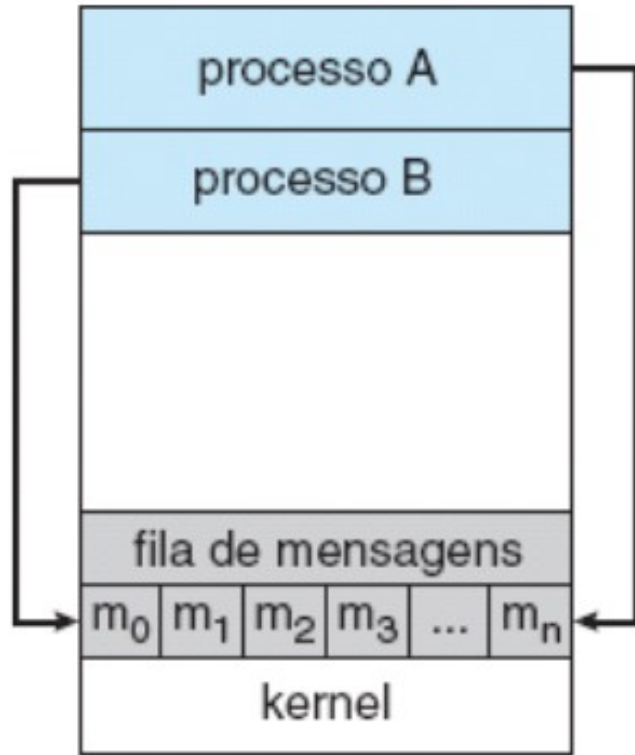 processo A
processo B
fila de mensagens
m₀ m₁ m₂ m₃ ... mₙ
kernel